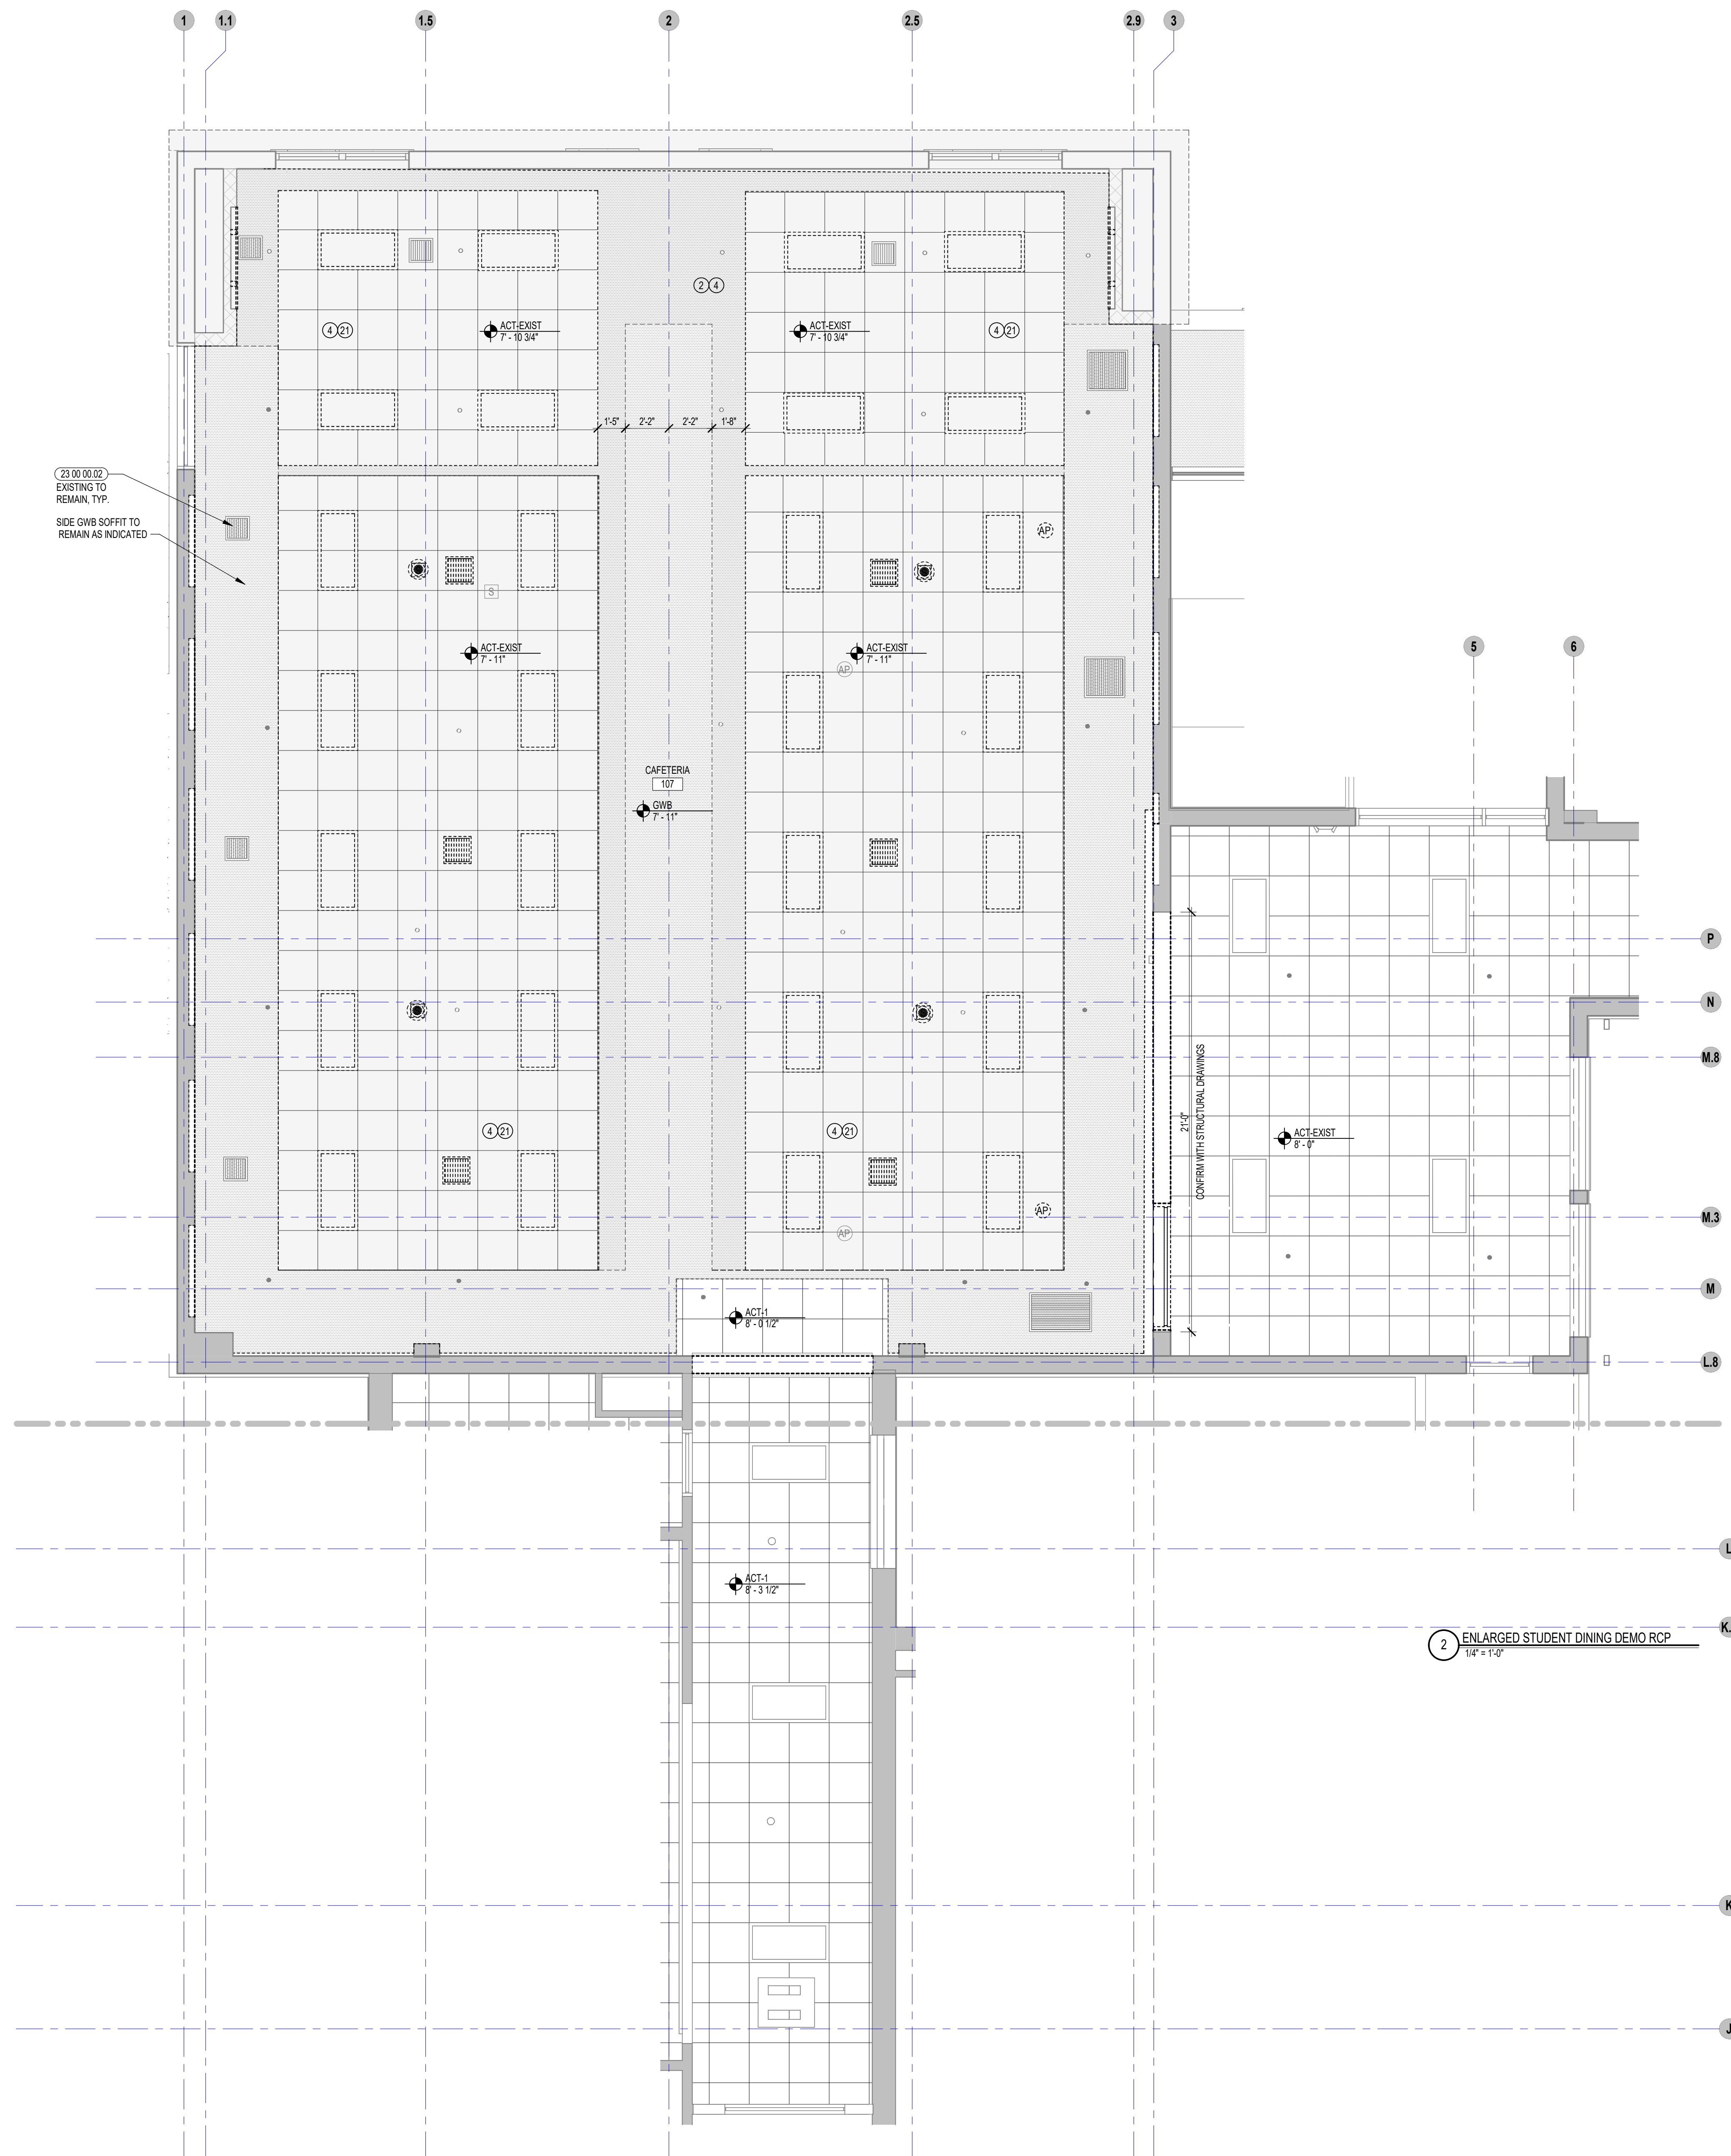 1
1.1
1.5
2
2.5
2.9
3
2
4
4
21
ACT-EXIST
7' - 10 3/4"
ACT-EXIST
7' - 10 3/4"
4
21
1'-5"
2'-2"
2'-2"
1'-8"
23 00 00.02
EXISTING TO
REMAIN, TYP.
SIDE GWB SOFFIT TO
REMAIN AS INDICATED
AP
S
ACT-EXIST
7' - 11"
ACT-EXIST
7' - 11"
AP
5
6
CAFETERIA
107
GWB
7' - 11"
P
N
M.8
21'-0"
CONFIRM WITH STRUCTURAL DRAWINGS
4
21
4
21
ACT-EXIST
8' - 0"
AP
AP
M.3
M
ACT-1
8' - 0 1/2"
L.8
L
ACT-1
8' - 3 1/2"
K.
2
ENLARGED STUDENT DINING DEMO RCP
1/4" = 1'-0"
K
J